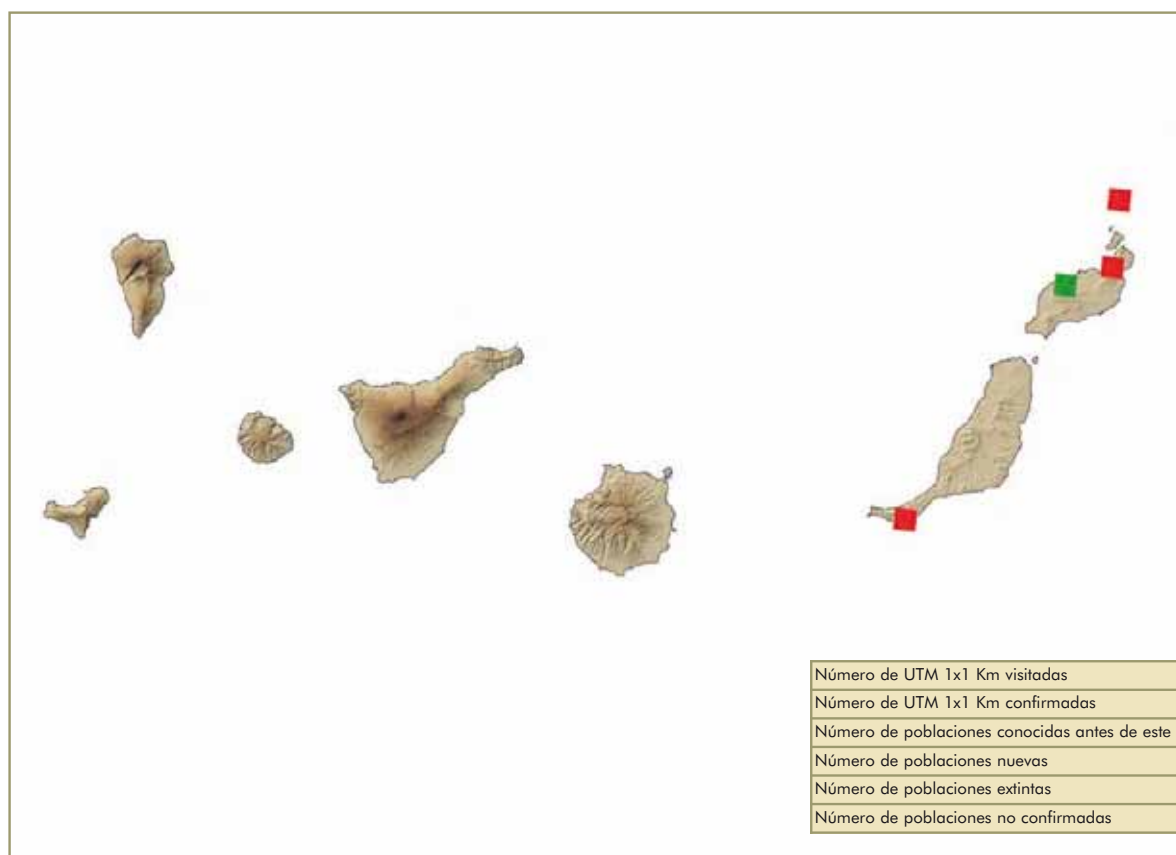 Número de UTM 1x1 Km visitadas
Número de UTM 1x1 Km confirmadas
Número de poblaciones conocidas antes de este
Número de poblaciones nuevas
Número de poblaciones extintas
Número de poblaciones no confirmadas